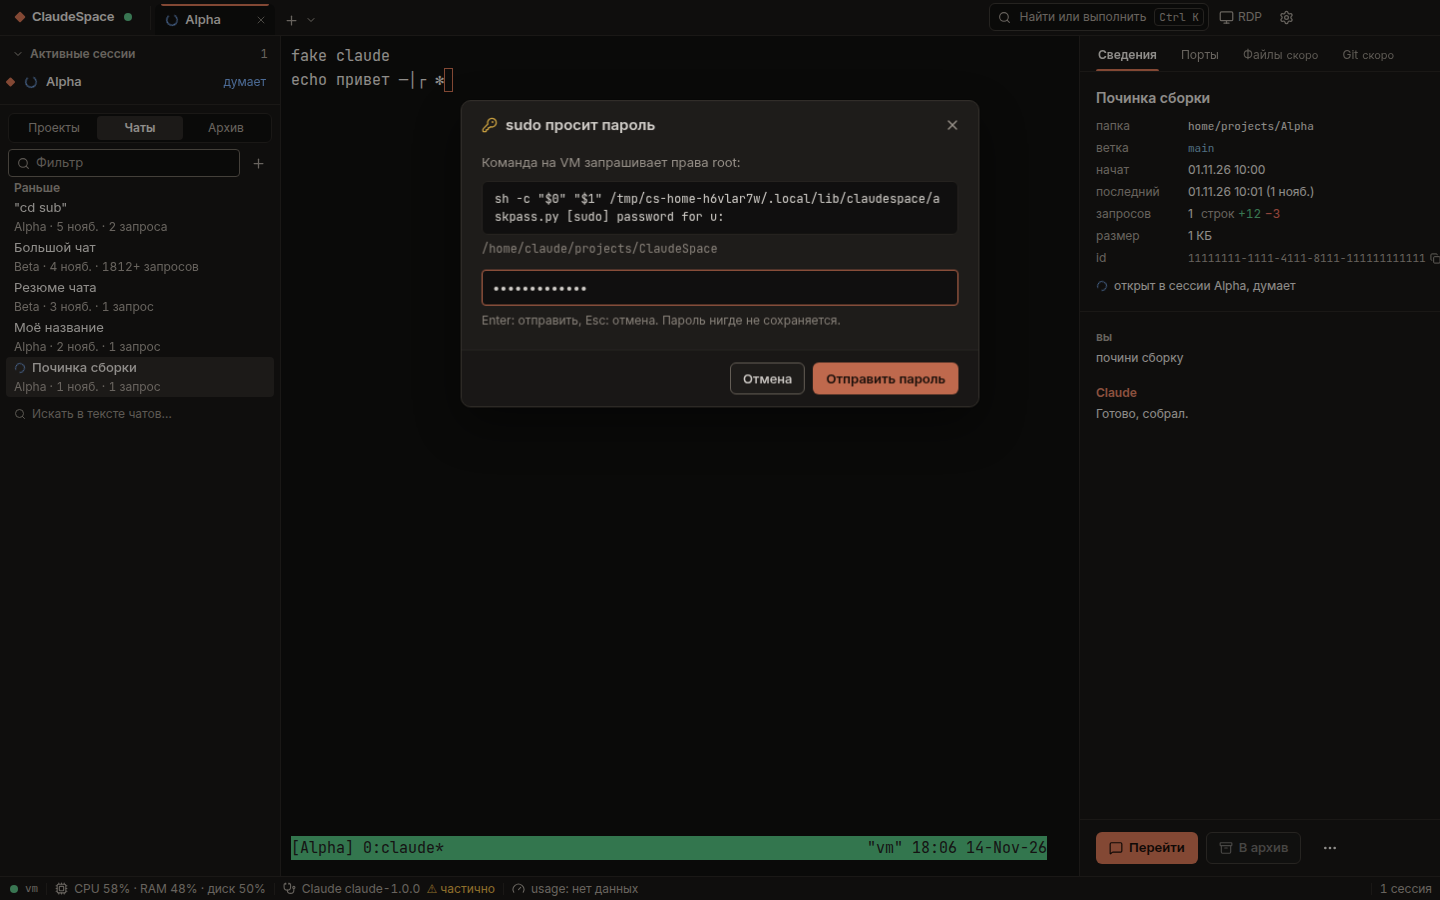 ClaudeSpace
Alpha
Найти или выполнить Ctrl K
RDP
Активные сессии 1
Alpha думает
Проекты Чаты Архив
Фильтр
Раньше
"cd sub"
Alpha · 5 нояб. · 2 запроса
Большой чат
Beta · 4 нояб. · 1812+ запросов
Резюме чата
Beta · 3 нояб. · 1 запрос
Моё название
Alpha · 2 нояб. · 1 запрос
Починка сборки
Alpha · 1 нояб. · 1 запрос
Искать в тексте чатов...
fake claude
echo привет ─│┌ ✻
sudo просит пароль
Команда на VM запрашивает права root:
sh -c "$0" "$1" /tmp/cs-home-h6vlar7w/.local/lib/claudespace/a
skpass.py [sudo] password for u:
/home/claude/projects/ClaudeSpace
•••••••••••••
Enter: отправить, Esc: отмена. Пароль нигде не сохраняется.
Отмена Отправить пароль
[Alpha] 0:claude* "vm" 18:06 14-Nov-26
Сведения Порты Файлы скоро Git скоро
Починка сборки
папка home/projects/Alpha
ветка main
начат 01.11.26 10:00
последний 01.11.26 10:01 (1 нояб.)
запросов 1 строк +12 −3
размер 1 КБ
id 11111111-1111-4111-8111-111111111111
открыт в сессии Alpha, думает
вы
почини сборку
Claude
Готово, собрал.
Перейти В архив
vm CPU 58% · RAM 48% · диск 50% Claude claude-1.0.0 ⚠ частично usage: нет данных 1 сессия